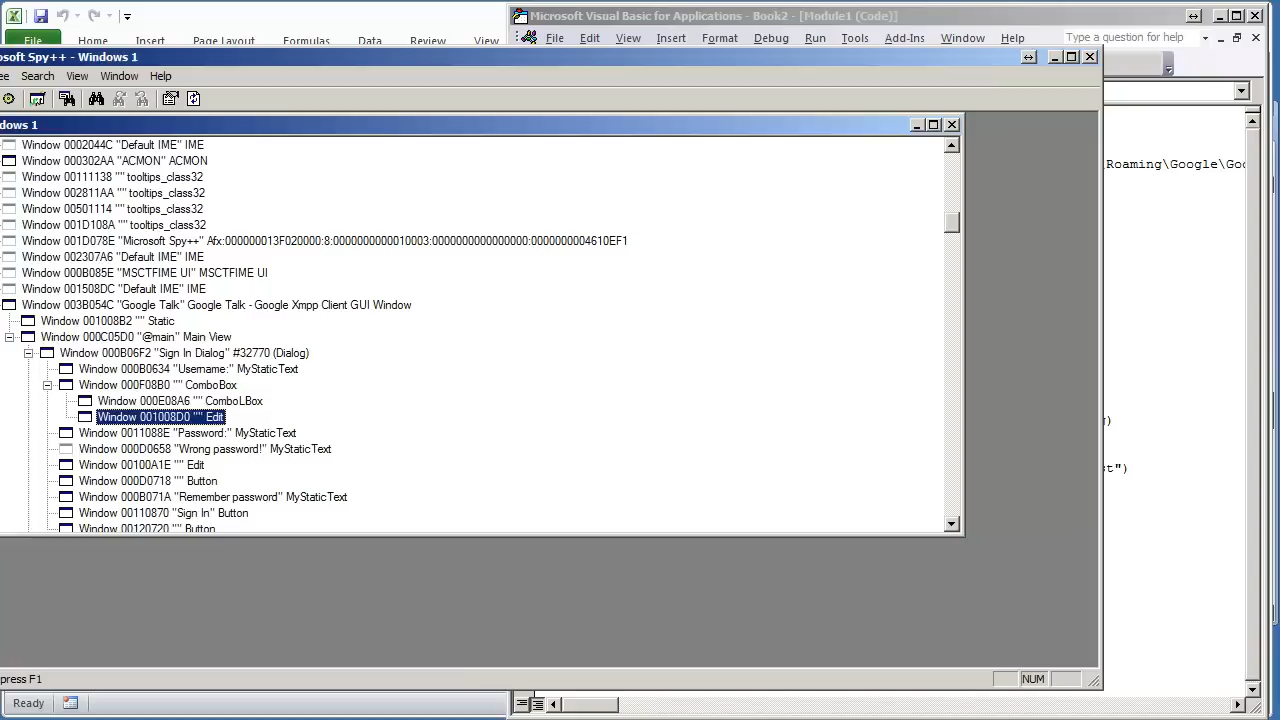 Microsoft Visual Basic for Applications - Book2 - [Module1 (Code)]
File Home Insert Page Layout Formulas Data Review View
File Edit View Insert Format Debug Run Tools Add-Ins Window Help Type a question for help
osoft Spy++ - Windows 1
ee Search View Window Help
dows 1
Window 0002044C "Default IME" IME
Window 000302AA "ACMON" ACMON
Window 00111138 "" tooltips_class32
Window 002811AA "" tooltips_class32
Window 00501114 "" tooltips_class32
Window 001D108A "" tooltips_class32
Window 001D078E "Microsoft Spy++" Afx:000000013F020000:8:0000000000010003:0000000000000000:0000000004610EF1
Window 002307A6 "Default IME" IME
Window 000B085E "MSCTFIME UI" MSCTFIME UI
Window 001508DC "Default IME" IME
Window 003B054C "Google Talk" Google Talk - Google Xmpp Client GUI Window
Window 001008B2 "" Static
Window 000C05D0 "@main" Main View
Window 000B06F2 "Sign In Dialog" #32770 (Dialog)
Window 000B0634 "Username:" MyStaticText
Window 000F08B0 "" ComboBox
Window 000E08A6 "" ComboLBox
Window 001008D0 "" Edit
Window 0011088E "Password:" MyStaticText
Window 000D0658 "Wrong password!" MyStaticText
Window 00100A1E "" Edit
Window 000D0718 "" Button
Window 000B071A "Remember password" MyStaticText
Window 00110870 "Sign In" Button
Window 00120720 "" Button
\Roaming\Google\Goo
)
st")
press F1
NUM
Ready